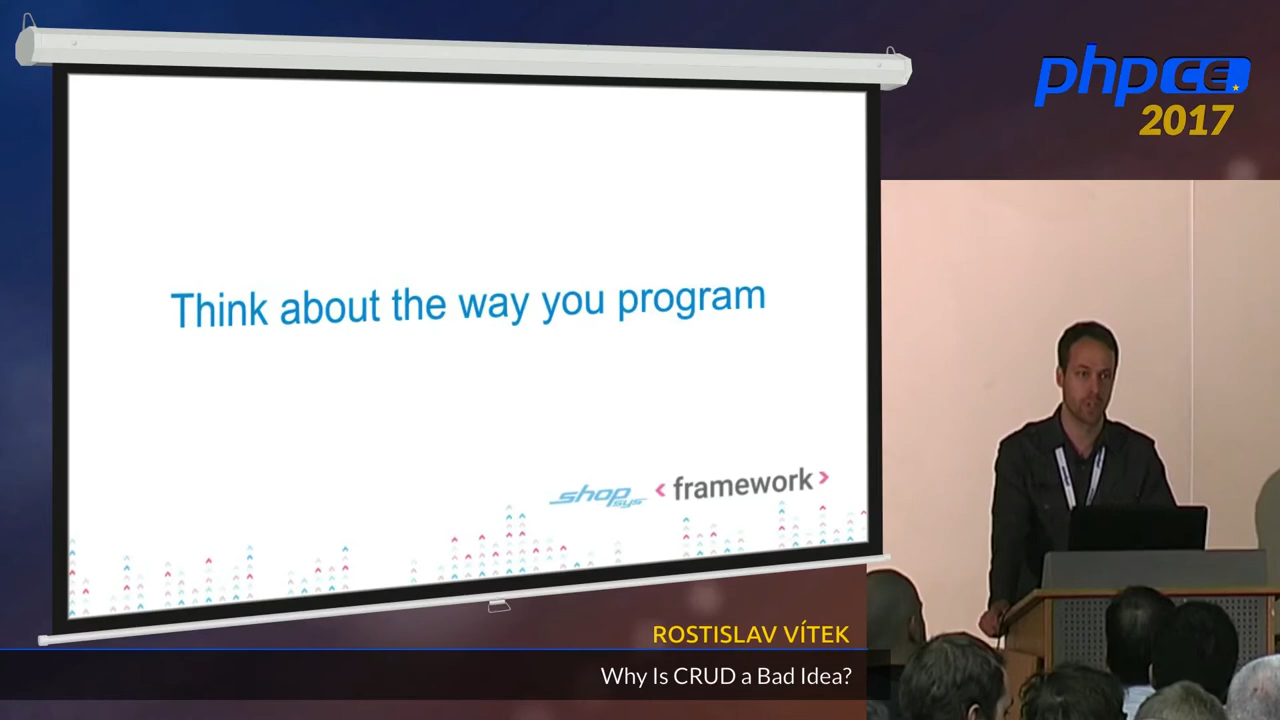 phpCE
2017
Think about the way you program
shopsys <framework>
ROSTISLAV VÍTEK
Why Is CRUD a Bad Idea?